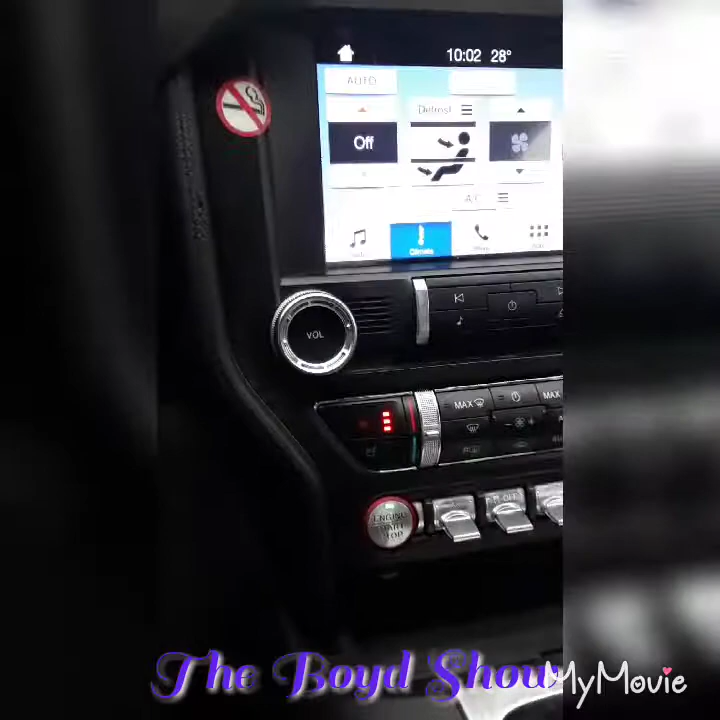 10:02 28°
AUTO
Defrost
Off
A/C
Climate
VOL
MAX MAX
OFF
ENGINE
START
STOP
The Boyd Show
MyMovie